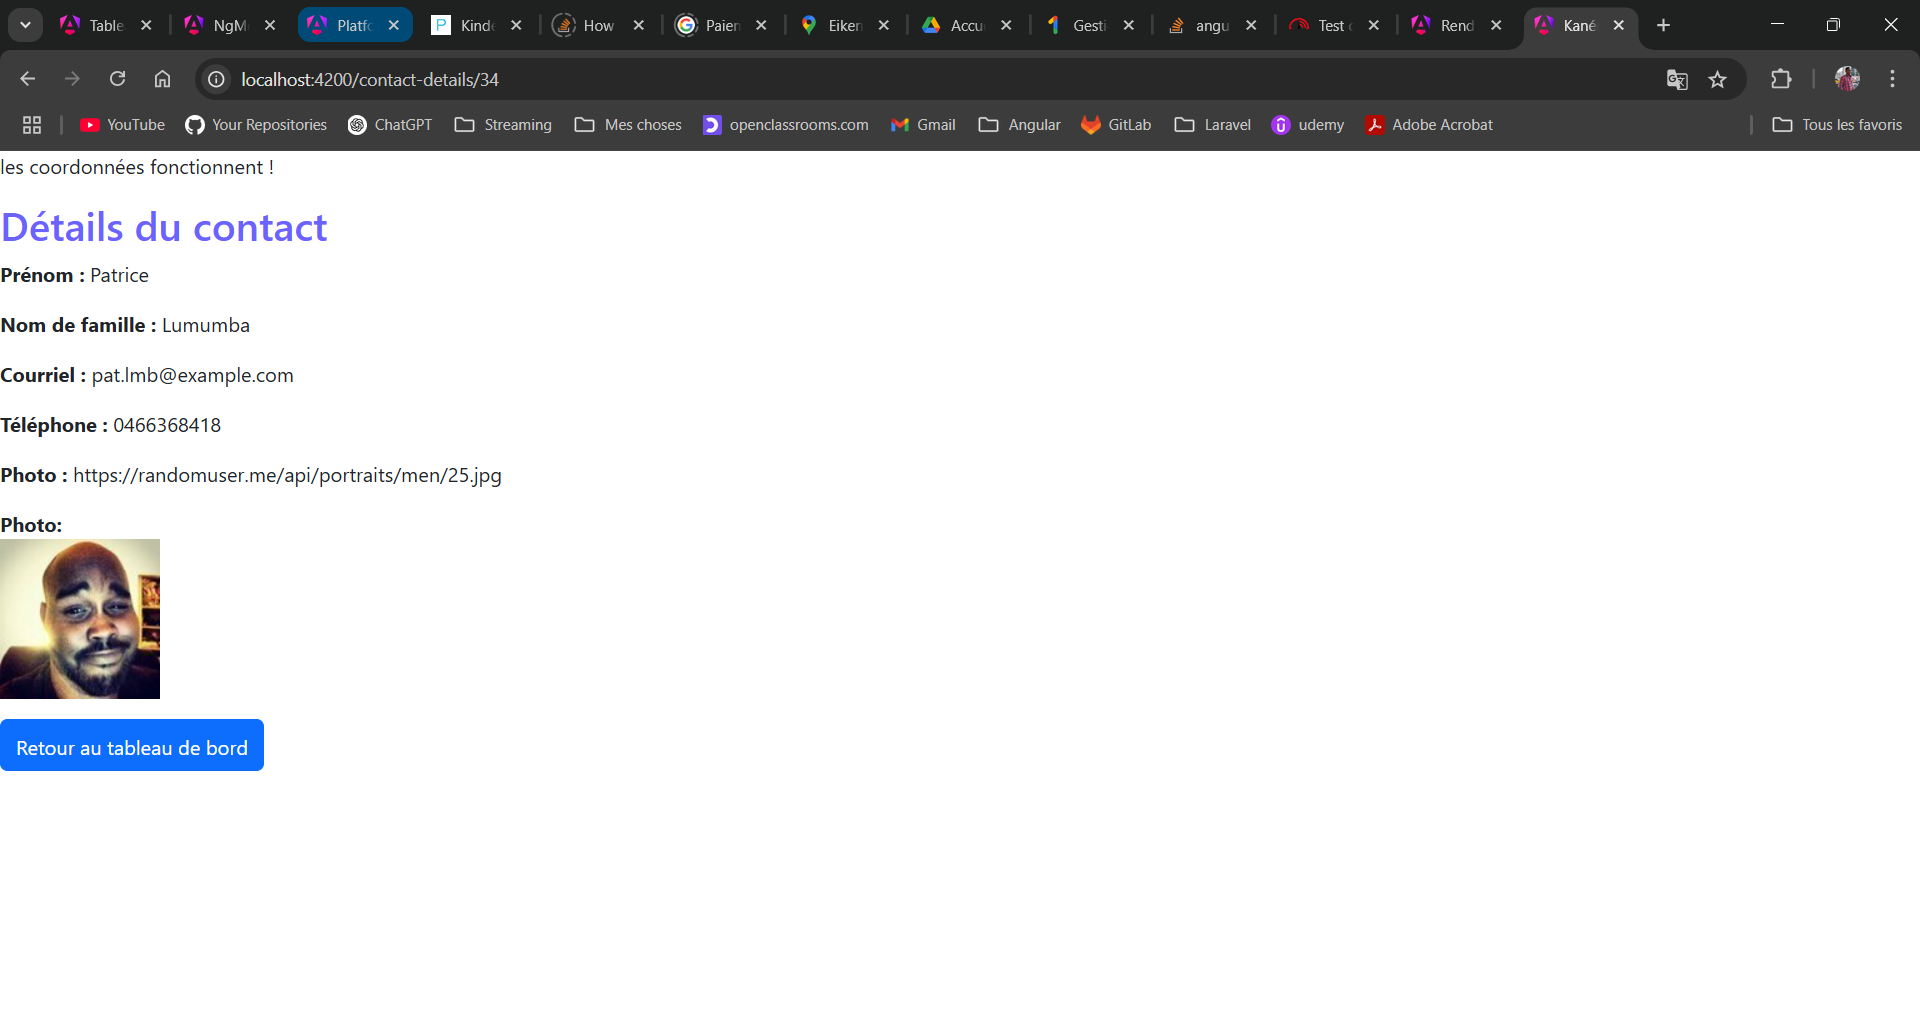 Table
NgM
Platfo
Kinde
How
Paien
Eiken
Accu
Gesti
angu
Test
Rend
Kané
localhost:4200/contact-details/34
YouTube
Your Repositories
ChatGPT
Streaming
Mes choses
openclassrooms.com
Gmail
Angular
GitLab
Laravel
udemy
Adobe Acrobat
Tous les favoris
les coordonnées fonctionnent !
Détails du contact
Prénom : Patrice
Nom de famille : Lumumba
Courriel : pat.lmb@example.com
Téléphone : 0466368418
Photo : https://randomuser.me/api/portraits/men/25.jpg
Photo:
Retour au tableau de bord